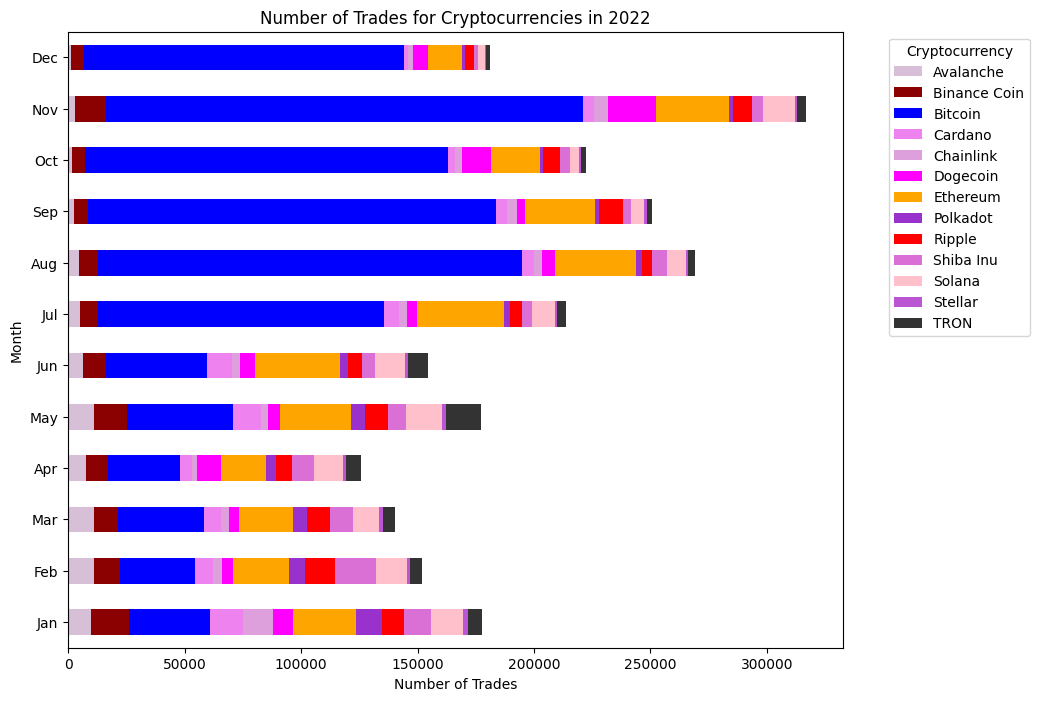 Number of Trades for Cryptocurrencies in 2022
Dec
Nov
Oct
Sep
Aug
Jul
Jun
May
Apr
Mar
Feb
Jan
Month
0 50000 100000 150000 200000 250000 300000
Number of Trades
Cryptocurrency
Avalanche
Binance Coin
Bitcoin
Cardano
Chainlink
Dogecoin
Ethereum
Polkadot
Ripple
Shiba Inu
Solana
Stellar
TRON